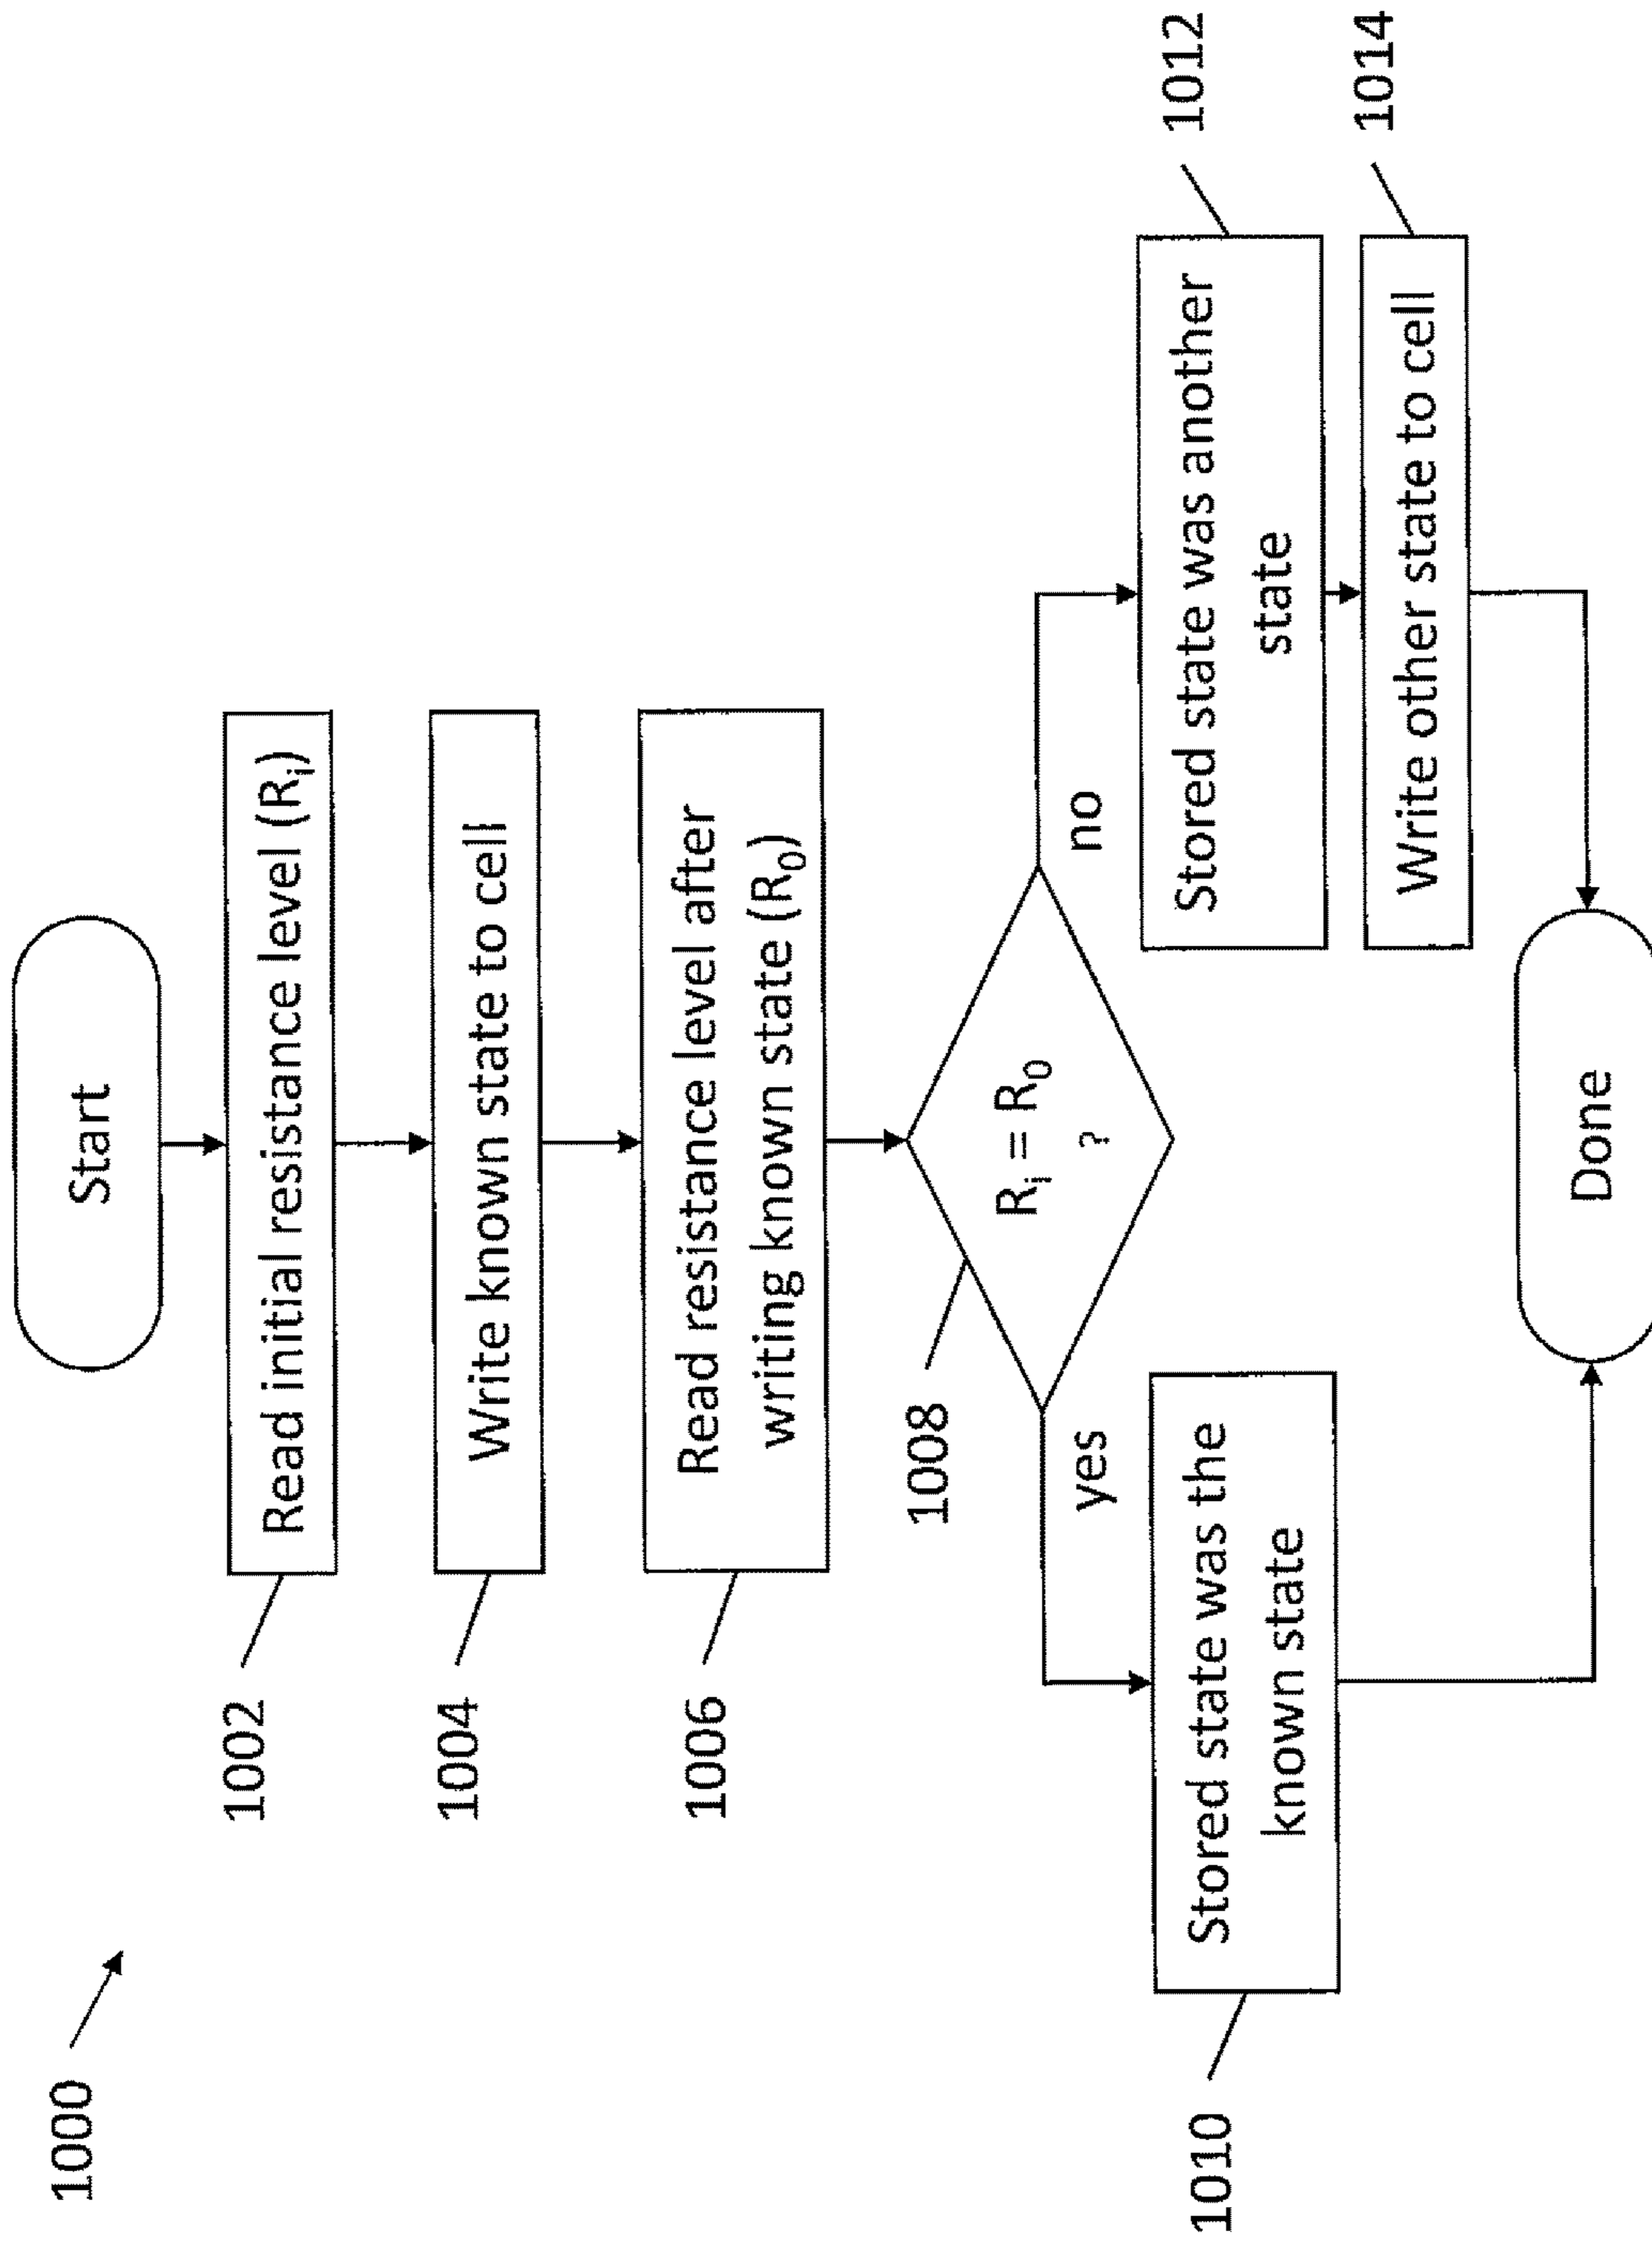 1000
Start
1002
Read initial resistance level (Rᵢ)
1004
Write known state to cell
1006
Read resistance level after
writing known state (R₀)
1008
Rᵢ = R₀
?
yes
no
1010
Stored state was the
known state
Stored state was another
state
1012
Write other state to cell
1014
Done